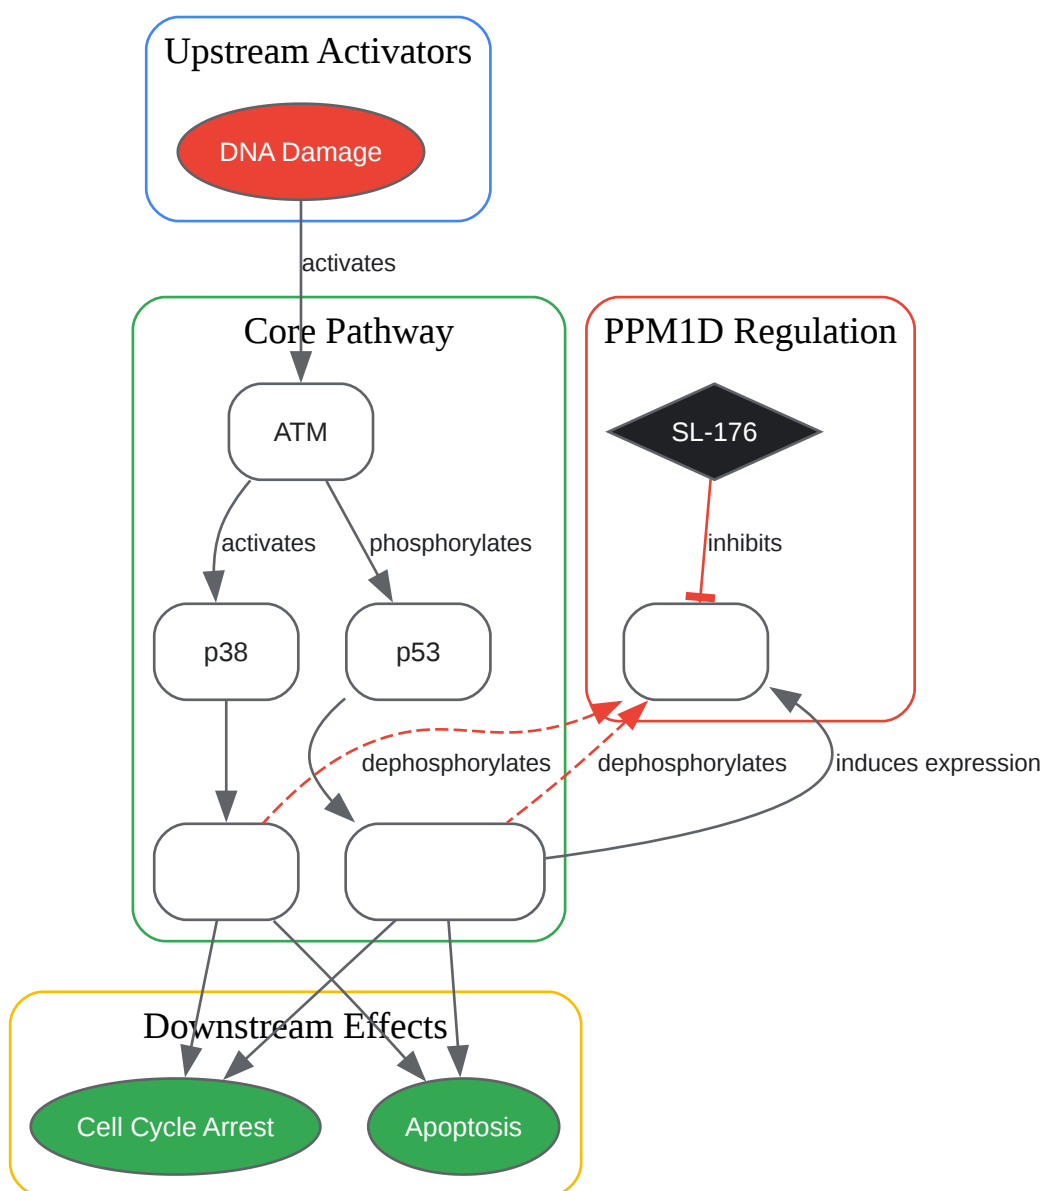 Upstream Activators
DNA Damage
activates
Core Pathway
PPM1D Regulation
ATM
SL-176
activates
phosphorylates
inhibits
p38
p53
dephosphorylates
dephosphorylates
induces expression
Downstream Effects
Cell Cycle Arrest
Apoptosis